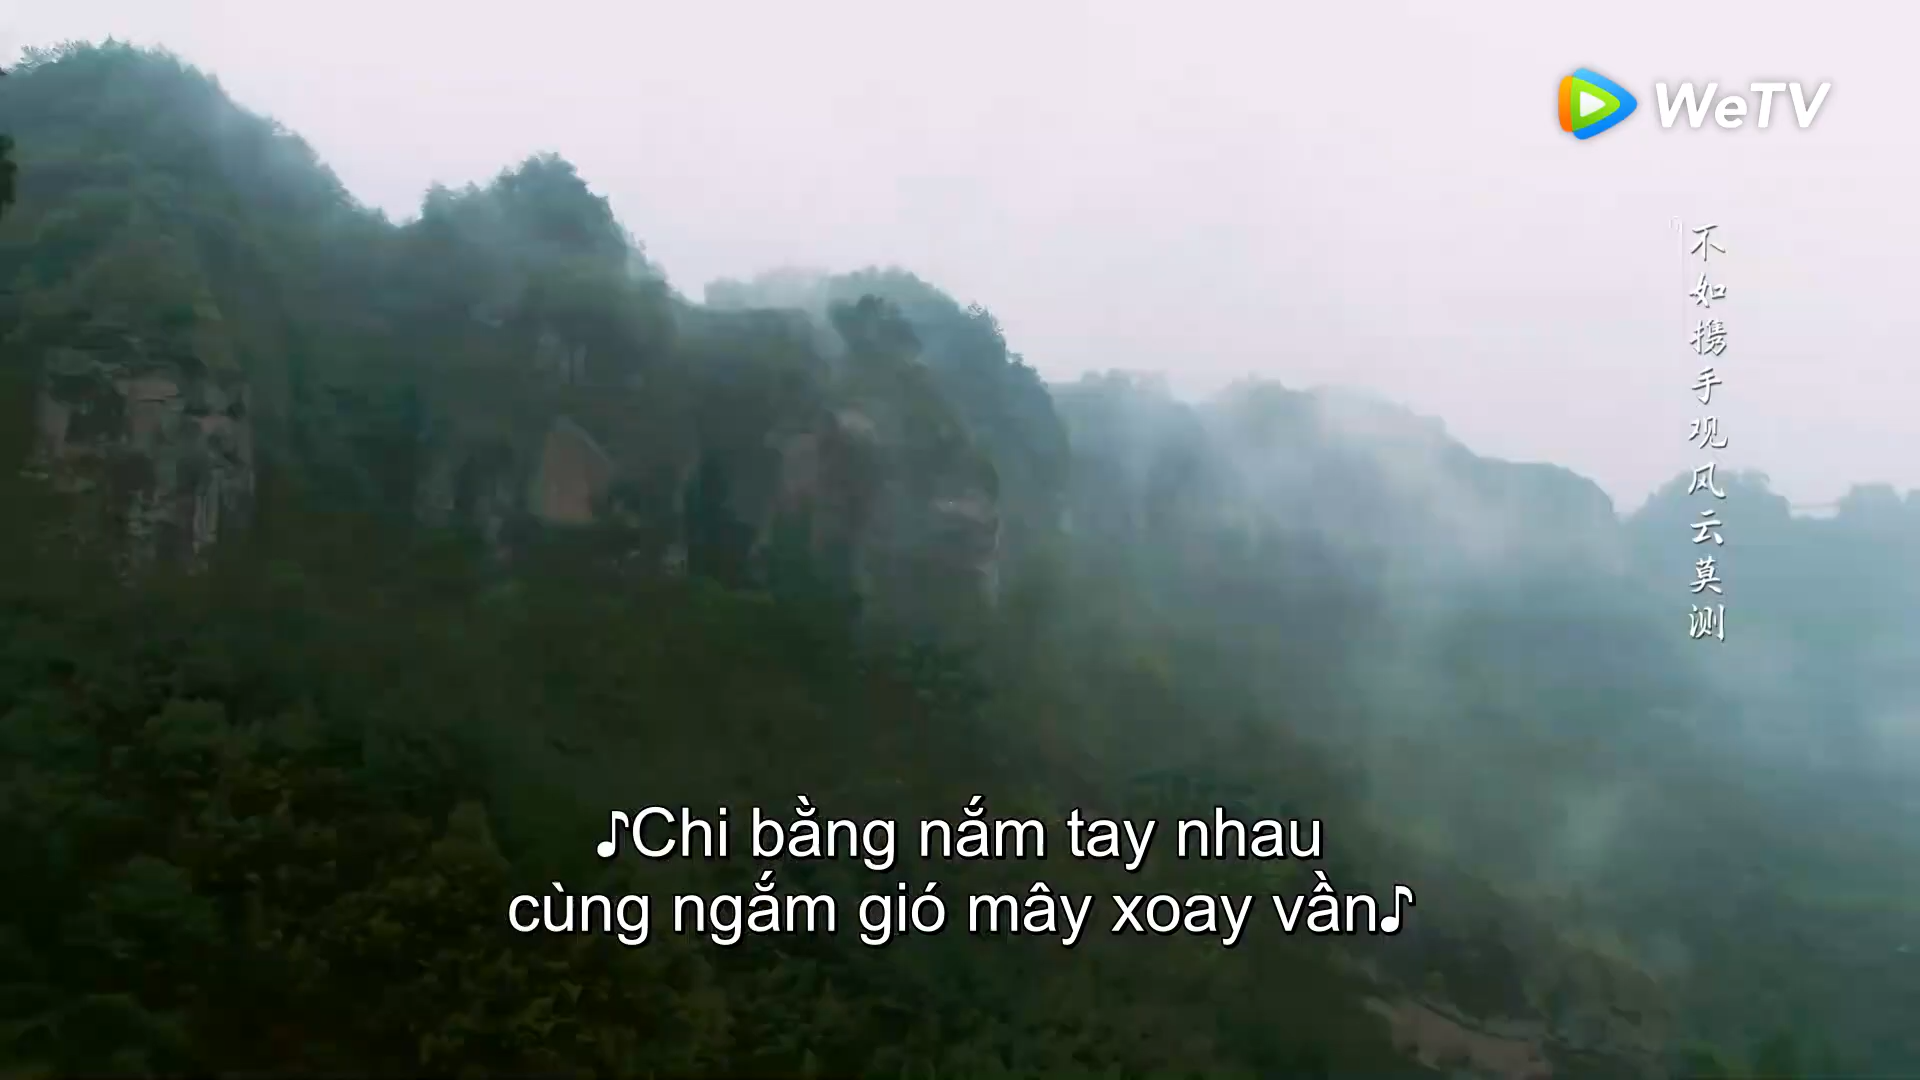 WeTV
不如携手观风云莫测
♪Chi bằng nắm tay nhau
cùng ngắm gió mây xoay vần♪